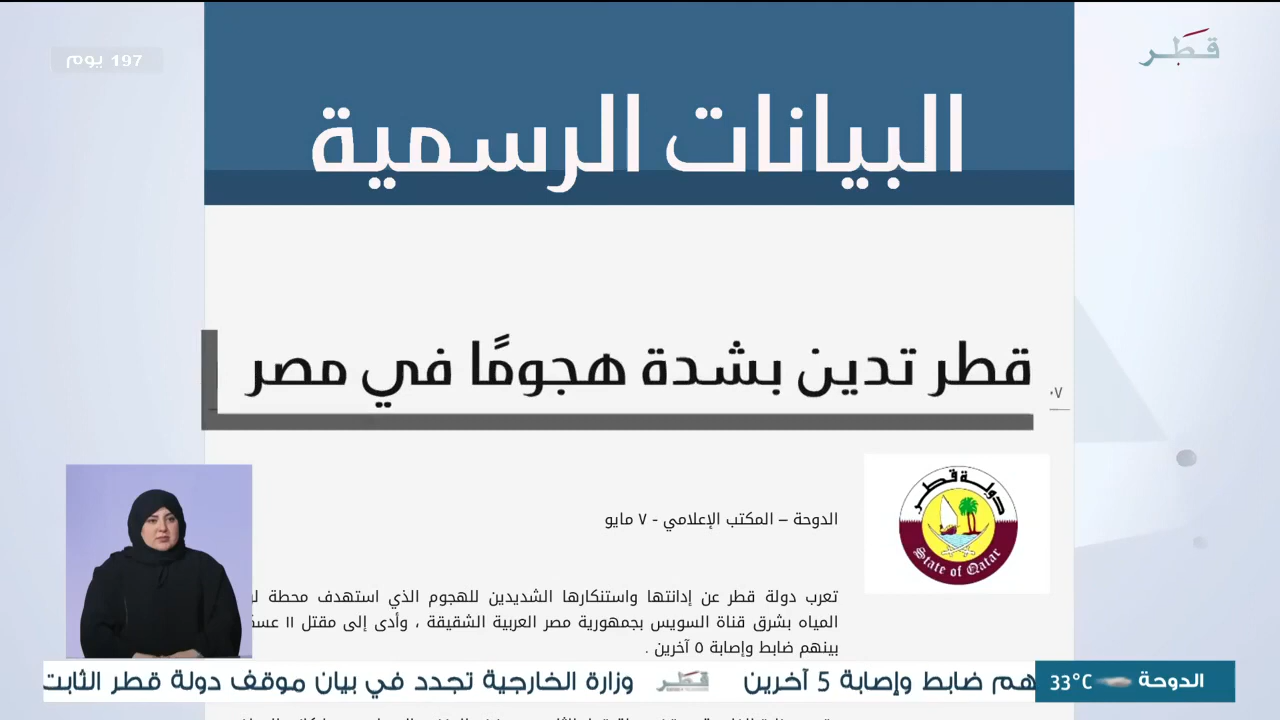 197 يوم
قطر
البيانات الرسمية
قطر تدين بشدة هجومًا في مصر
٠٧
دولة قطر
State of Qatar
الدوحة – المكتب الإعلامي - ٧ مايو
تعرب دولة قطر عن إدانتها واستنكارها الشديدين للهجوم الذي استهدف محطة
المياه بشرق قناة السويس بجمهورية مصر العربية الشقيقة ، وأدى إلى مقتل ١١
بينهم ضابط وإصابة ٥ آخرين .
الدوحة 33°C
هم ضابط وإصابة 5 آخرين قطر وزارة الخارجية تجدد في بيان موقف دولة قطر الثابت